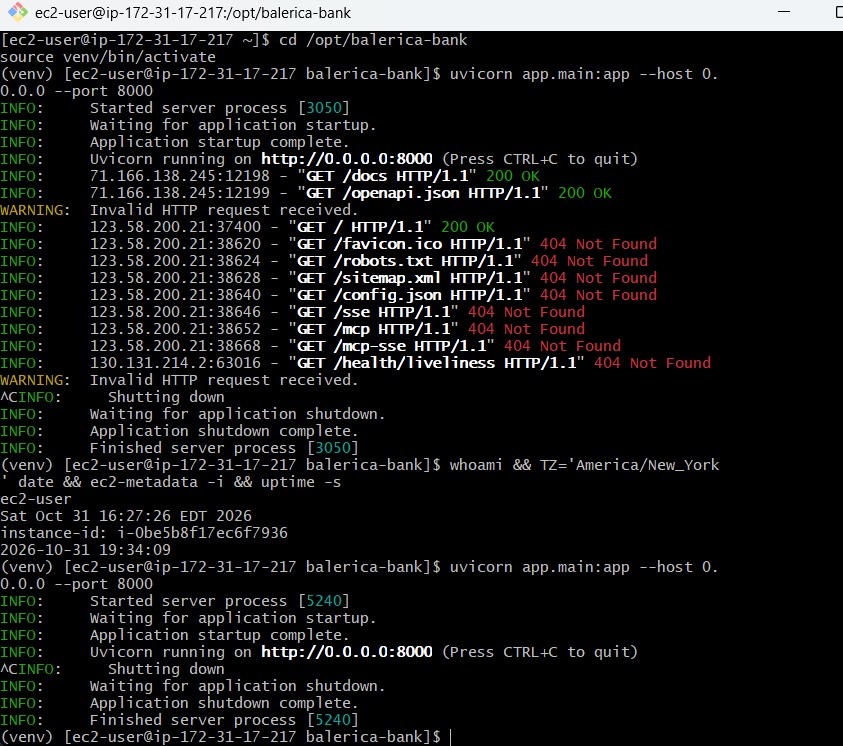 ec2-user@ip-172-31-17-217:/opt/balerica-bank
[ec2-user@ip-172-31-17-217 ~]$ cd /opt/balerica-bank
source venv/bin/activate
(venv) [ec2-user@ip-172-31-17-217 balerica-bank]$ uvicorn app.main:app --host 0.
0.0.0 --port 8000
INFO:     Started server process [3050]
INFO:     Waiting for application startup.
INFO:     Application startup complete.
INFO:     Uvicorn running on http://0.0.0.0:8000 (Press CTRL+C to quit)
INFO:     71.166.138.245:12198 - "GET /docs HTTP/1.1" 200 OK
INFO:     71.166.138.245:12199 - "GET /openapi.json HTTP/1.1" 200 OK
WARNING:  Invalid HTTP request received.
INFO:     123.58.200.21:37400 - "GET / HTTP/1.1" 200 OK
INFO:     123.58.200.21:38620 - "GET /favicon.ico HTTP/1.1" 404 Not Found
INFO:     123.58.200.21:38624 - "GET /robots.txt HTTP/1.1" 404 Not Found
INFO:     123.58.200.21:38628 - "GET /sitemap.xml HTTP/1.1" 404 Not Found
INFO:     123.58.200.21:38640 - "GET /config.json HTTP/1.1" 404 Not Found
INFO:     123.58.200.21:38646 - "GET /sse HTTP/1.1" 404 Not Found
INFO:     123.58.200.21:38652 - "GET /mcp HTTP/1.1" 404 Not Found
INFO:     123.58.200.21:38668 - "GET /mcp-sse HTTP/1.1" 404 Not Found
INFO:     130.131.214.2:63016 - "GET /health/liveliness HTTP/1.1" 404 Not Found
WARNING:  Invalid HTTP request received.
^CINFO:     Shutting down
INFO:     Waiting for application shutdown.
INFO:     Application shutdown complete.
INFO:     Finished server process [3050]
(venv) [ec2-user@ip-172-31-17-217 balerica-bank]$ whoami && TZ='America/New_York
' date && ec2-metadata -i && uptime -s
ec2-user
Sat Oct 31 16:27:26 EDT 2026
instance-id: i-0be5b8f17ec6f7936
2026-10-31 19:34:09
(venv) [ec2-user@ip-172-31-17-217 balerica-bank]$ uvicorn app.main:app --host 0.
0.0.0 --port 8000
INFO:     Started server process [5240]
INFO:     Waiting for application startup.
INFO:     Application startup complete.
INFO:     Uvicorn running on http://0.0.0.0:8000 (Press CTRL+C to quit)
^CINFO:     Shutting down
INFO:     Waiting for application shutdown.
INFO:     Application shutdown complete.
INFO:     Finished server process [5240]
(venv) [ec2-user@ip-172-31-17-217 balerica-bank]$